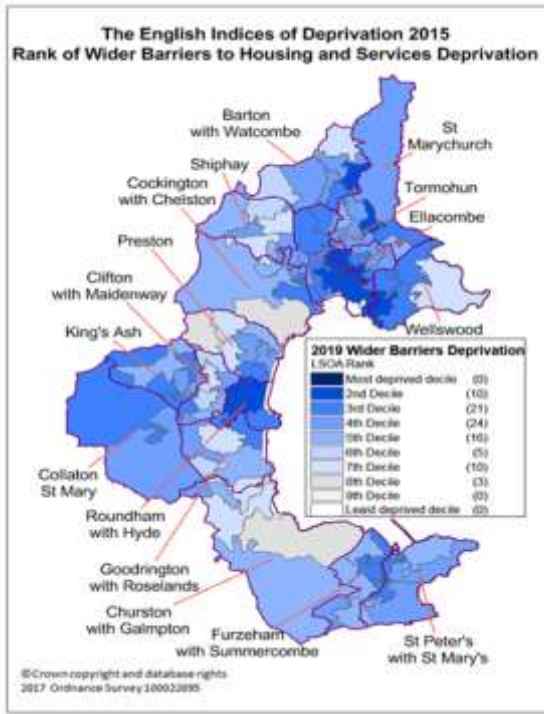 The English Indices of Deprivation 2015
Rank of Wider Barriers to Housing and Services Deprivation
Barton
with Watcombe
St
Marychurch
Shiphay
Cockington
with Chelston
Tormohun
Ellacombe
Preston
Clifton
with Maidenway
King's Ash
Wellswood
2019 Wider Barriers Deprivation
LSOA Rank
Most deprived decile (0)
2nd Decile (10)
3rd Decile (21)
4th Decile (24)
5th Decile (16)
6th Decile (5)
7th Decile (10)
8th Decile (3)
9th Decile (0)
Least deprived decile (0)
Collaton
St Mary
Roundham
with Hyde
Goodrington
with Roselands
Churston
with Galmpton
Furzeham
with Summercombe
St Peter's
with St Mary's
©Crown copyright and database rights
2017 Ordnance Survey 100022695